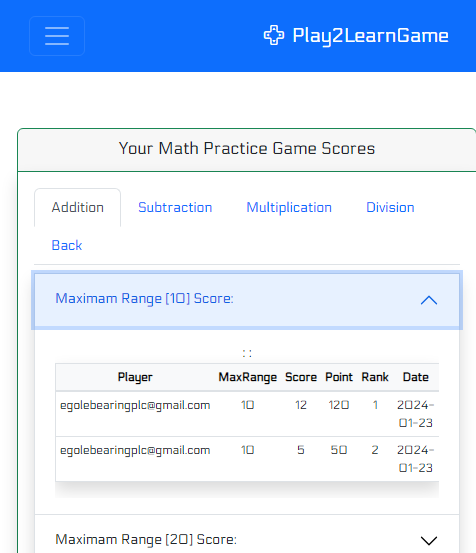 Play2LearnGame
Your Math Practice Game Scores
Addition Subtraction Multiplication Division
Back
Maximam Range [10] Score:
::
Player MaxRange Score Point Rank Date
egolebearingplc@gmail.com 10 12 120 1 2024-
01-23
egolebearingplc@gmail.com 10 5 50 2 2024-
01-23
Maximam Range [20] Score: